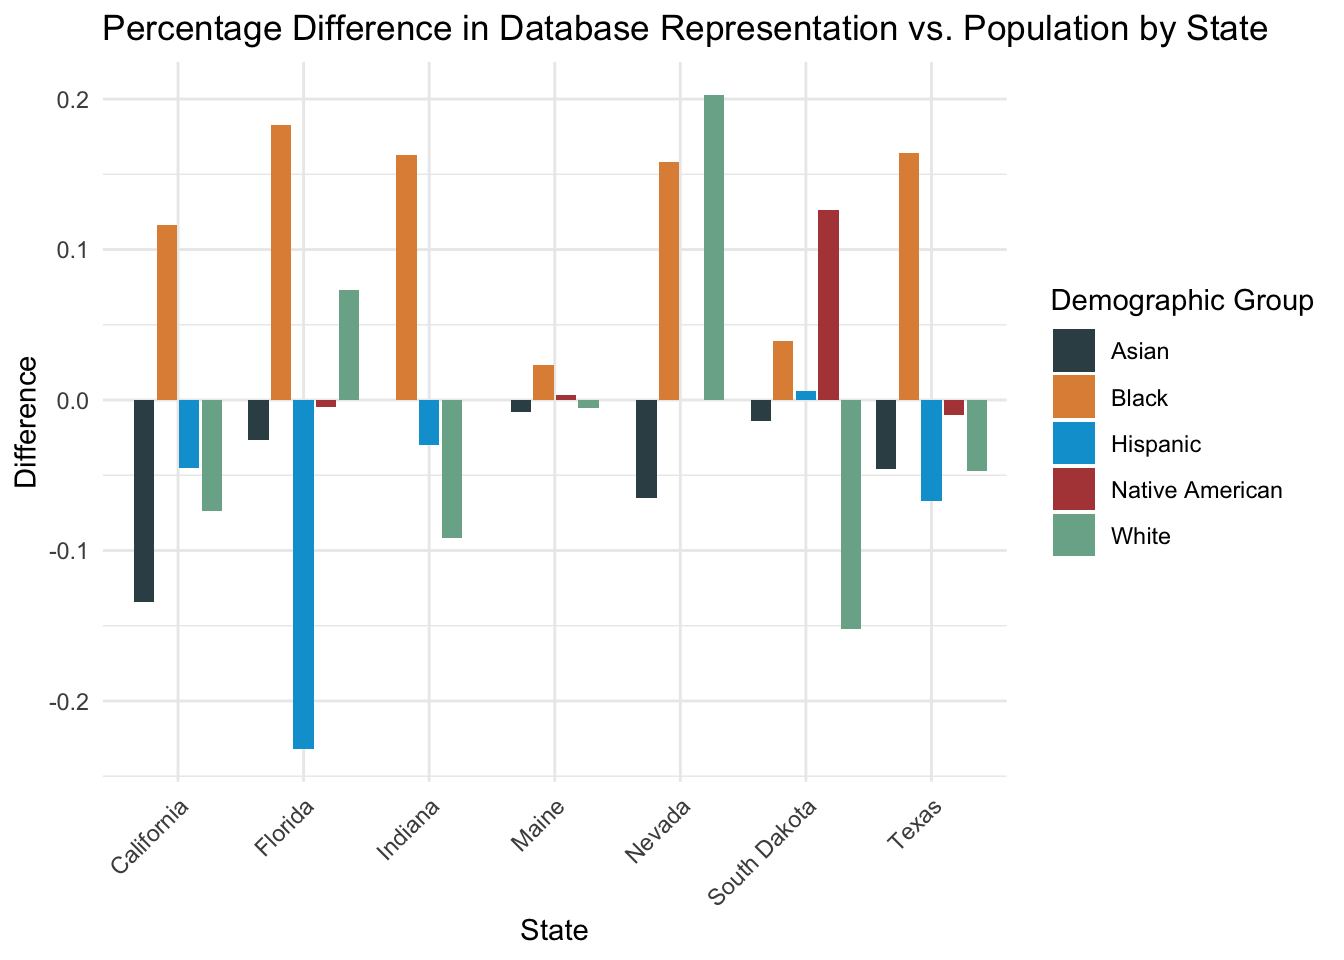 Percentage Difference in Database Representation vs. Population by State
Difference
0.2
0.1
0.0
-0.1
-0.2
California
Florida
Indiana
Maine
Nevada
South Dakota
Texas
State
Demographic Group
Asian
Black
Hispanic
Native American
White